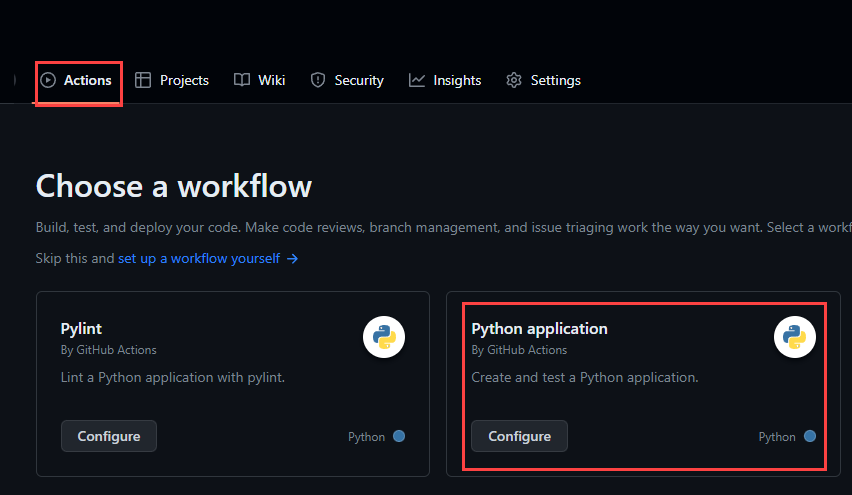 Actions Projects Wiki Security Insights Settings
Choose a workflow
Build, test, and deploy your code. Make code reviews, branch management, and issue triaging work the way you want. Select a workf
Skip this and set up a workflow yourself →
Pylint
By GitHub Actions
Lint a Python application with pylint.
Configure
Python
Python application
By GitHub Actions
Create and test a Python application.
Configure
Python